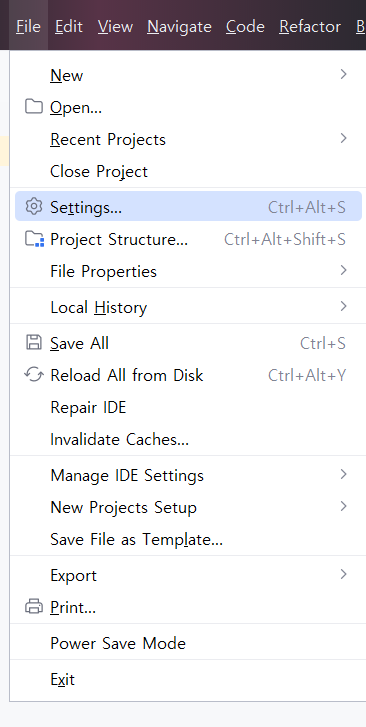 File Edit View Navigate Code Refactor
New
Open...
Recent Projects
Close Project
Settings... Ctrl+Alt+S
Project Structure... Ctrl+Alt+Shift+S
File Properties
Local History
Save All Ctrl+S
Reload All from Disk Ctrl+Alt+Y
Repair IDE
Invalidate Caches...
Manage IDE Settings
New Projects Setup
Save File as Template...
Export
Print...
Power Save Mode
Exit